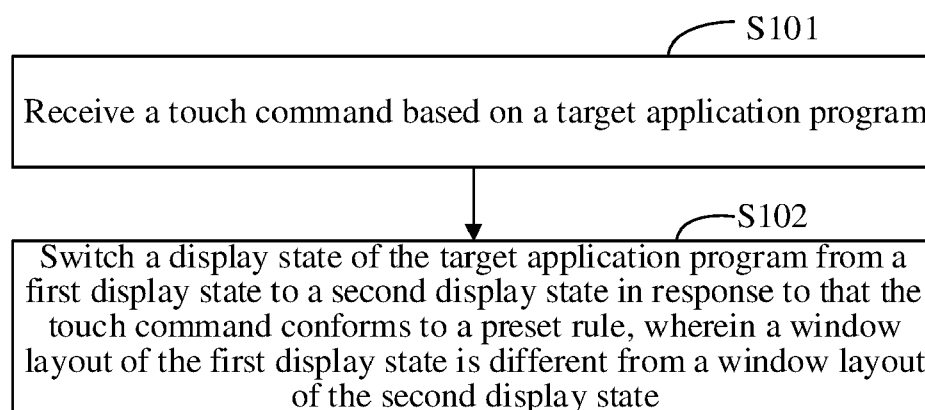 S101
Receive a touch command based on a target application program
S102
Switch a display state of the target application program from a
first display state to a second display state in response to that the
touch command conforms to a preset rule, wherein a window
layout of the first display state is different from a window layout
of the second display state